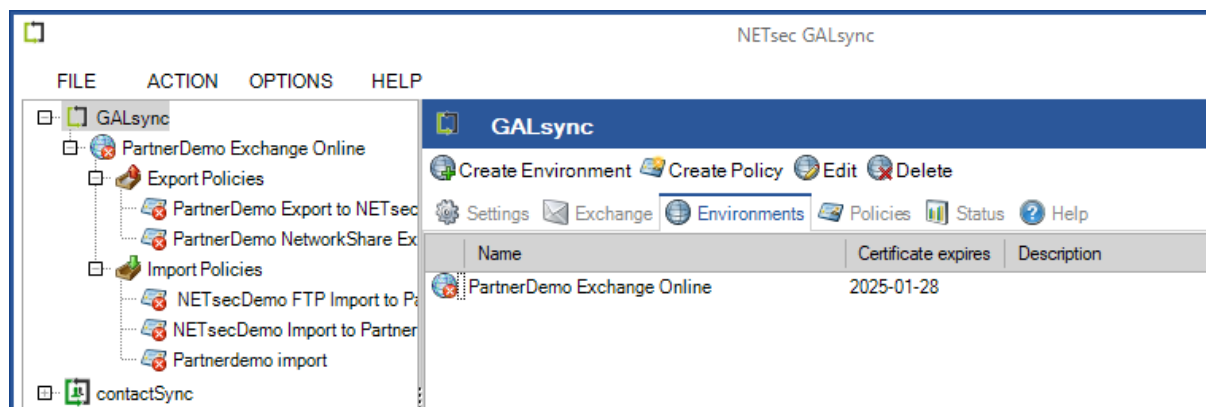 NETsec GALsync
FILE ACTION OPTIONS HELP
GALsync
PartnerDemo Exchange Online
Export Policies
PartnerDemo Export to NETsec
PartnerDemo NetworkShare Ex
Import Policies
NETsecDemo FTP Import to Pa
NETsecDemo Import to Partner
Partnerdemo import
contactSync
GALsync
Create Environment Create Policy Edit Delete
Settings Exchange Environments Policies Status Help
Name Certificate expires Description
PartnerDemo Exchange Online 2025-01-28